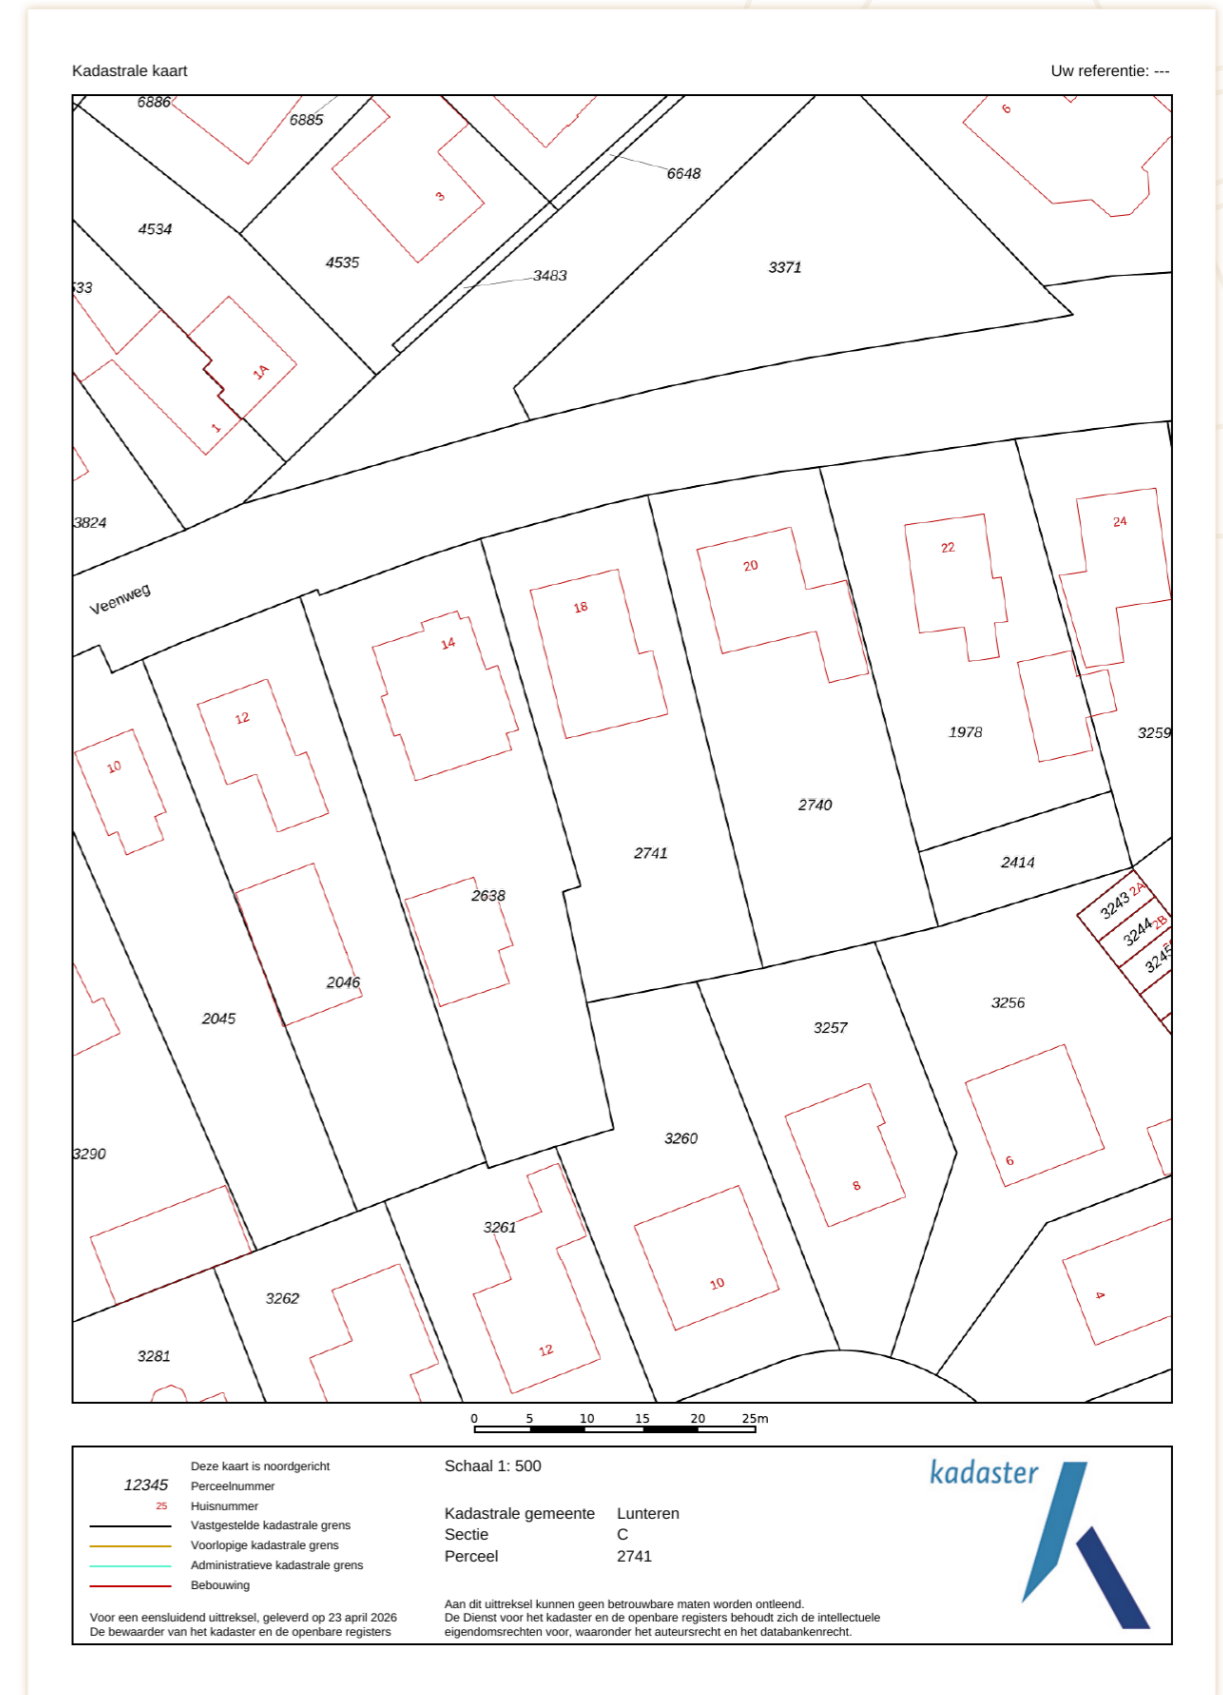 Kadastrale kaart
Uw referentie: ---
6886
6885
6
6648
3
4534
4535
3371
3483
533
1A
1
3824
24
22
20
Veenweg
18
14
12
1978
3259
10
2740
2741
2414
2638
3243 2A
3244 2B
3245
2046
3256
2045
3257
3260
3290
6
8
3261
10
3262
4
12
3281
0 5 10 15 20 25m
Deze kaart is noordgericht
12345 Perceelnummer
25 Huisnummer
Vastgestelde kadastrale grens
Voorlopige kadastrale grens
Administratieve kadastrale grens
Bebouwing
Voor een eensluidend uittreksel, geleverd op 23 april 2026
De bewaarder van het kadaster en de openbare registers
Schaal 1: 500
Kadastrale gemeente Lunteren
Sectie C
Perceel 2741
Aan dit uittreksel kunnen geen betrouwbare maten worden ontleend.
De Dienst voor het kadaster en de openbare registers behoudt zich de intellectuele
eigendomsrechten voor, waaronder het auteursrecht en het databankenrecht.
kadaster